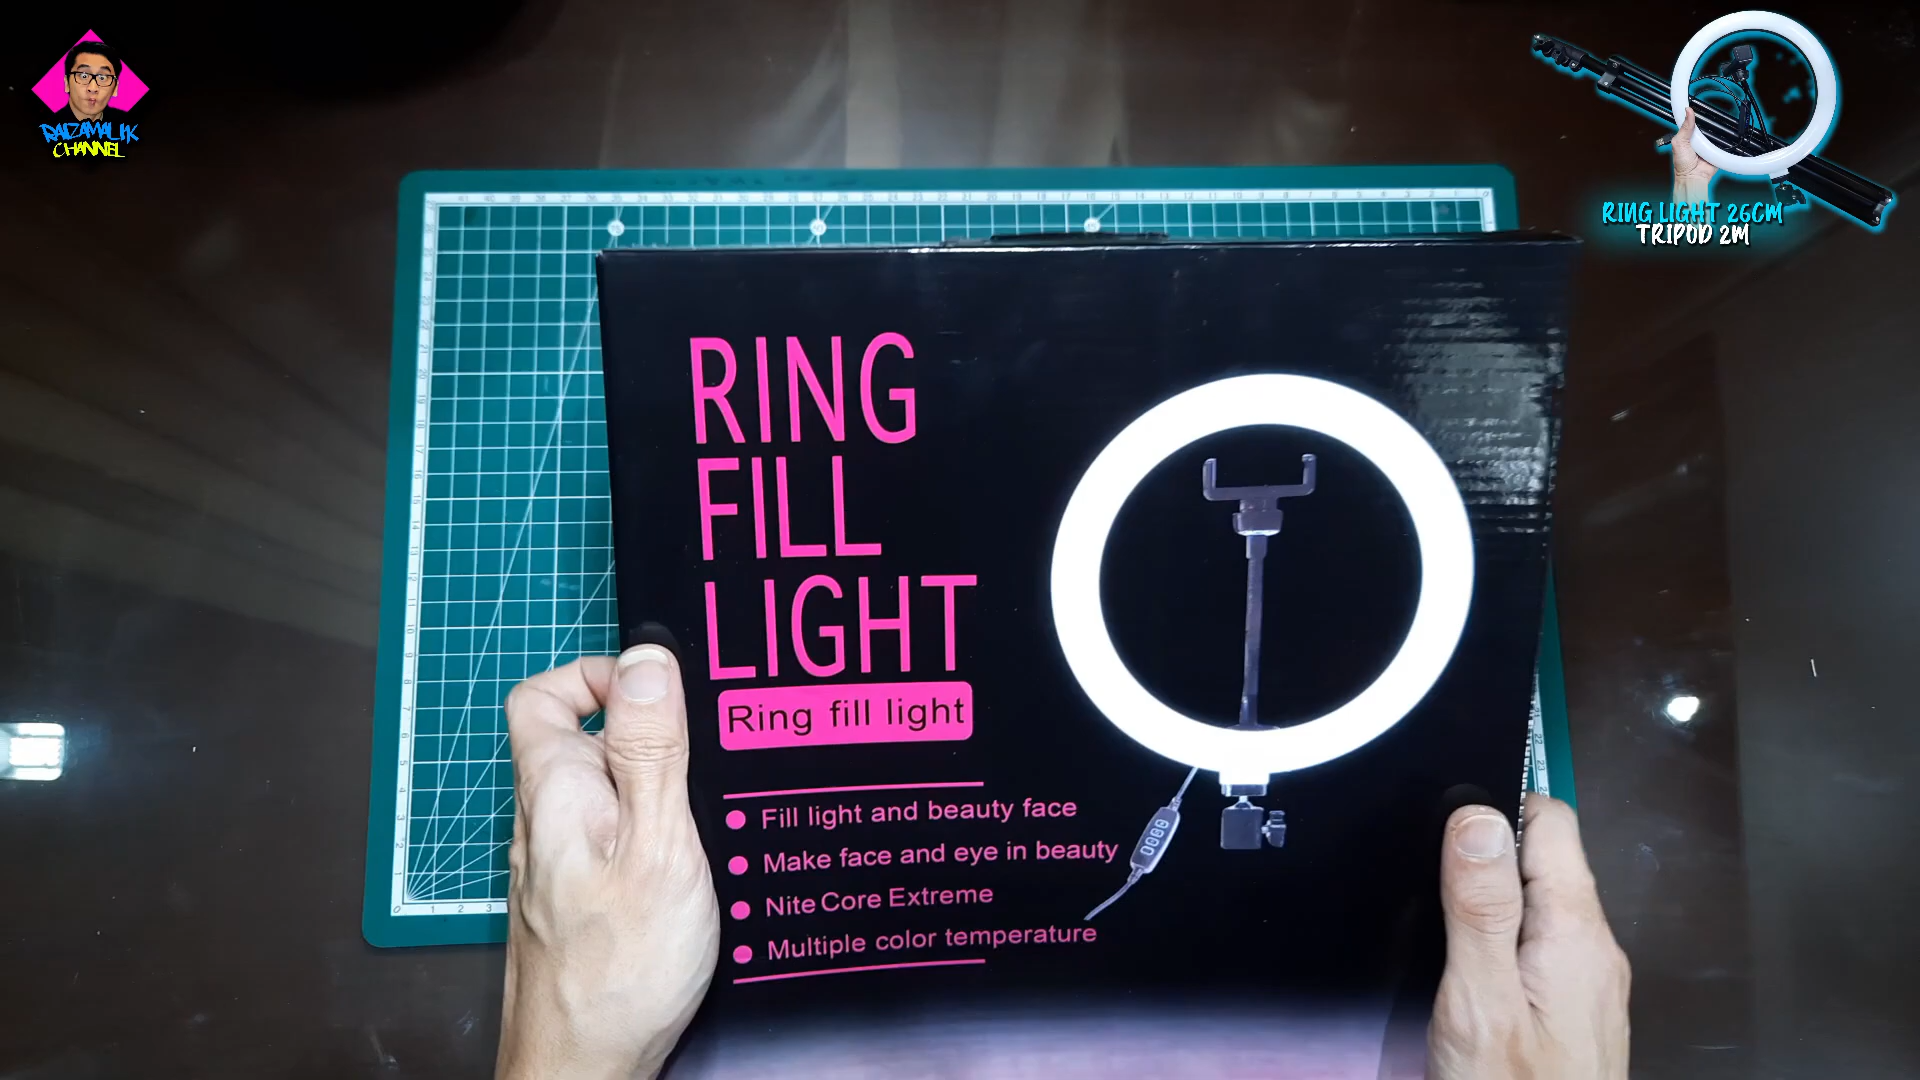 RAIZAMALIK
CHANNEL
RING LIGHT 26CM
TRIPOD 2M
RING
FILL
LIGHT
Ring fill light
Fill light and beauty face
Make face and eye in beauty
Nite Core Extreme
Multiple color temperature